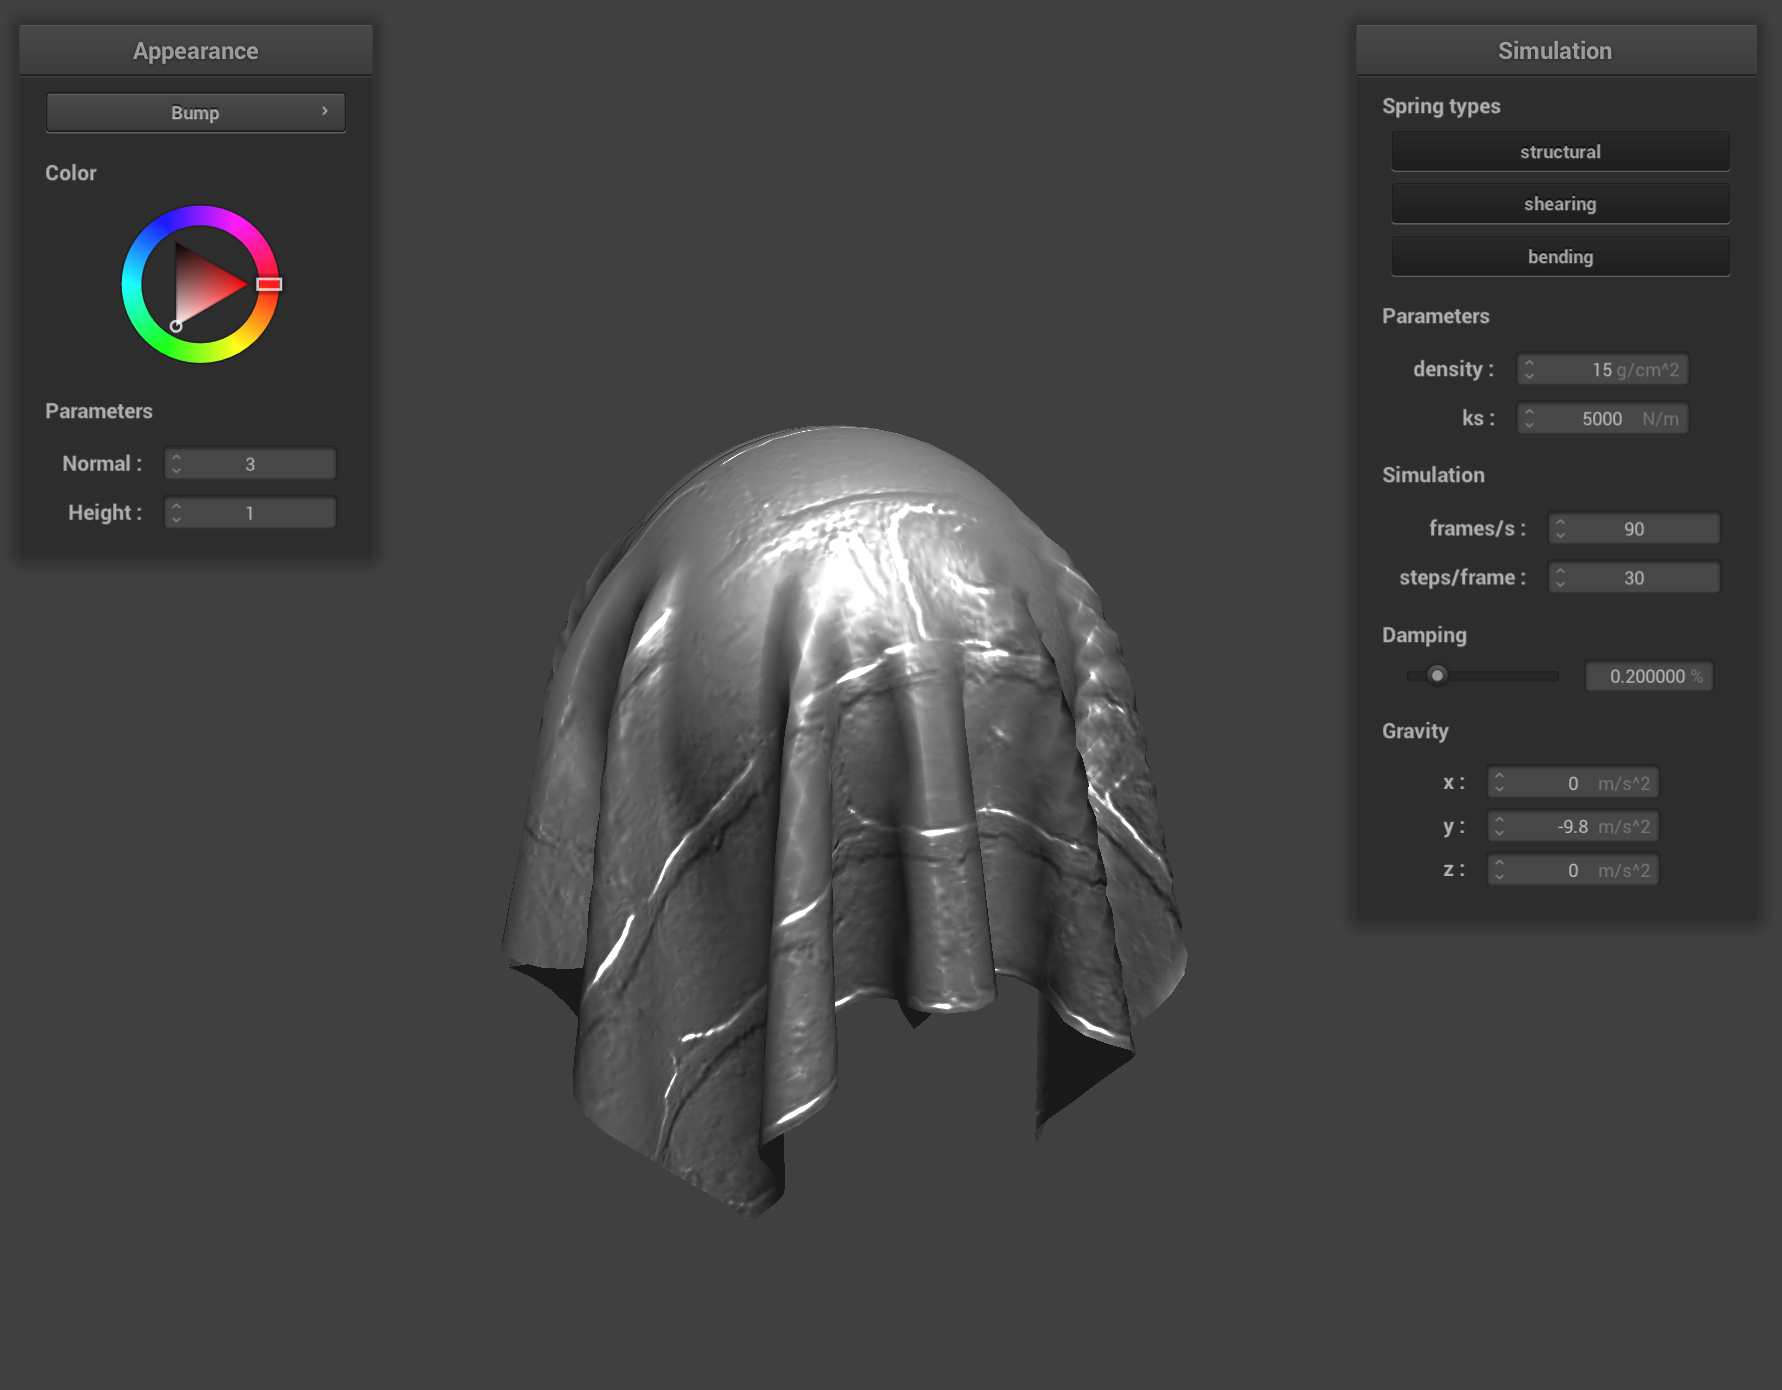 Appearance
Bump
Color
Parameters
Normal : 3
Height : 1
Simulation
Spring types
structural
shearing
bending
Parameters
density : 15 g/cm^2
ks : 5000 N/m
Simulation
frames/s : 90
steps/frame : 30
Damping
0.200000 %
Gravity
x : 0 m/s^2
y : -9.8 m/s^2
z : 0 m/s^2